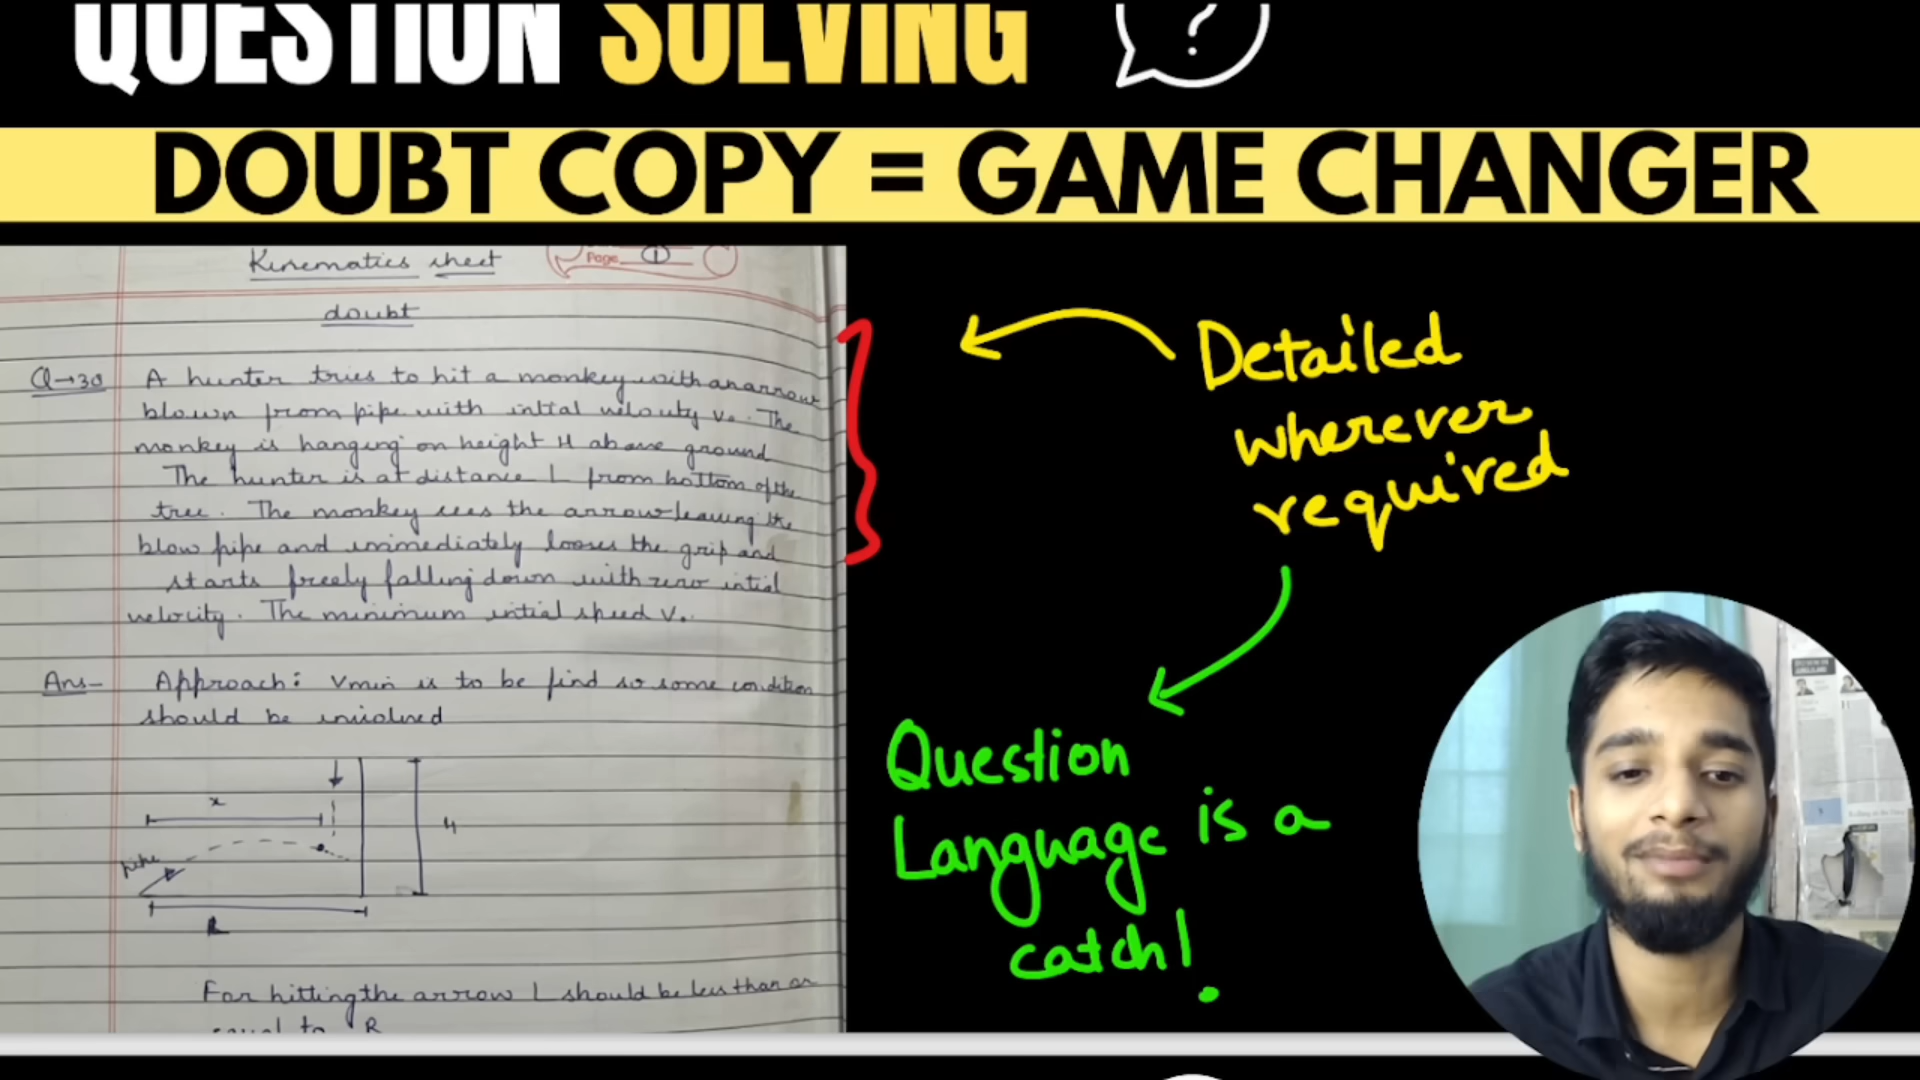 QUESTION SOLVING
?
DOUBT COPY = GAME CHANGER
Kinematics sheet
Page 1
doubt
Q→30 A hunter tries to hit a monkey with an arrow
blown from pipe with intial velouty v₀. The
monkey is hanging on height H above ground
The hunter is at distance L from bottom of the
tree. The monkey sees the arrow leaving the
blow pipe and immediately looses the grip and
starts freely falling down with zero intial
velocity. The minimum intial speed V₀
Ans- Approach: vmin is to be find so some condition
should be involved
x
H
pipe
L
For hitting the arrow L should be less than or
equal to R
Detailed
wherever
required
Question
Language is a
catch!